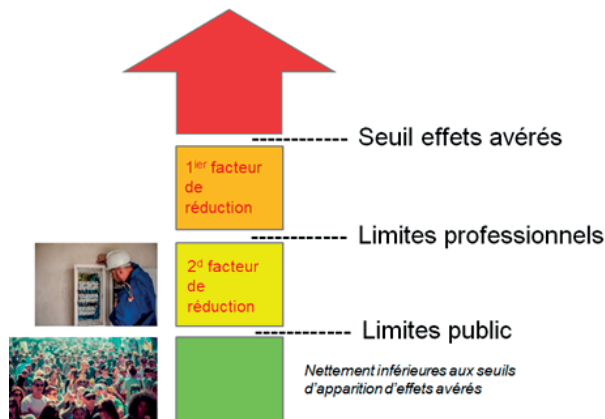 Seuil effets avérés
1ier facteur
de
réduction
Limites professionnels
2d facteur
de
réduction
Limites public
Nettement inférieures aux seuils
d'apparition d'effets avérés